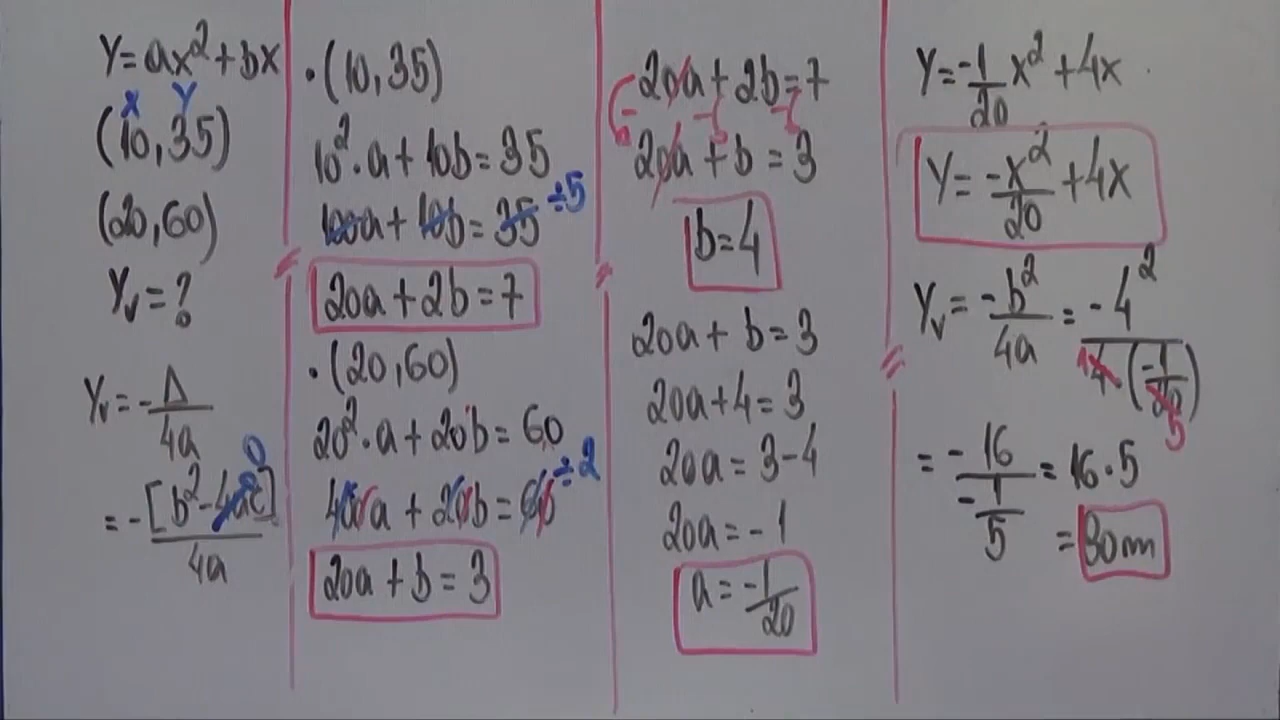 Y=ax²+bx
x y
(10,35)
(20,60)
Yᵥ=?
Yᵥ=-Δ/4a
=-[b²-4ac]/4a
0
·(10,35)
10²·a+10b=35
100a+10b=35 ÷5
20a+2b=7
·(20,60)
20²·a+20b=60
400a+20b=60 ÷2
20a+b=3
20a+2b=7
- - -
20a+b=3
b=4
20a+b=3
20a+4=3
20a=3-4
20a=-1
a=-1/20
Y=-1/20x²+4x
Y=-x²/20+4x
Yᵥ=-b²/4a=-4²/4·(-1/20)
1 5
=-16/-1/5=16·5
=80m